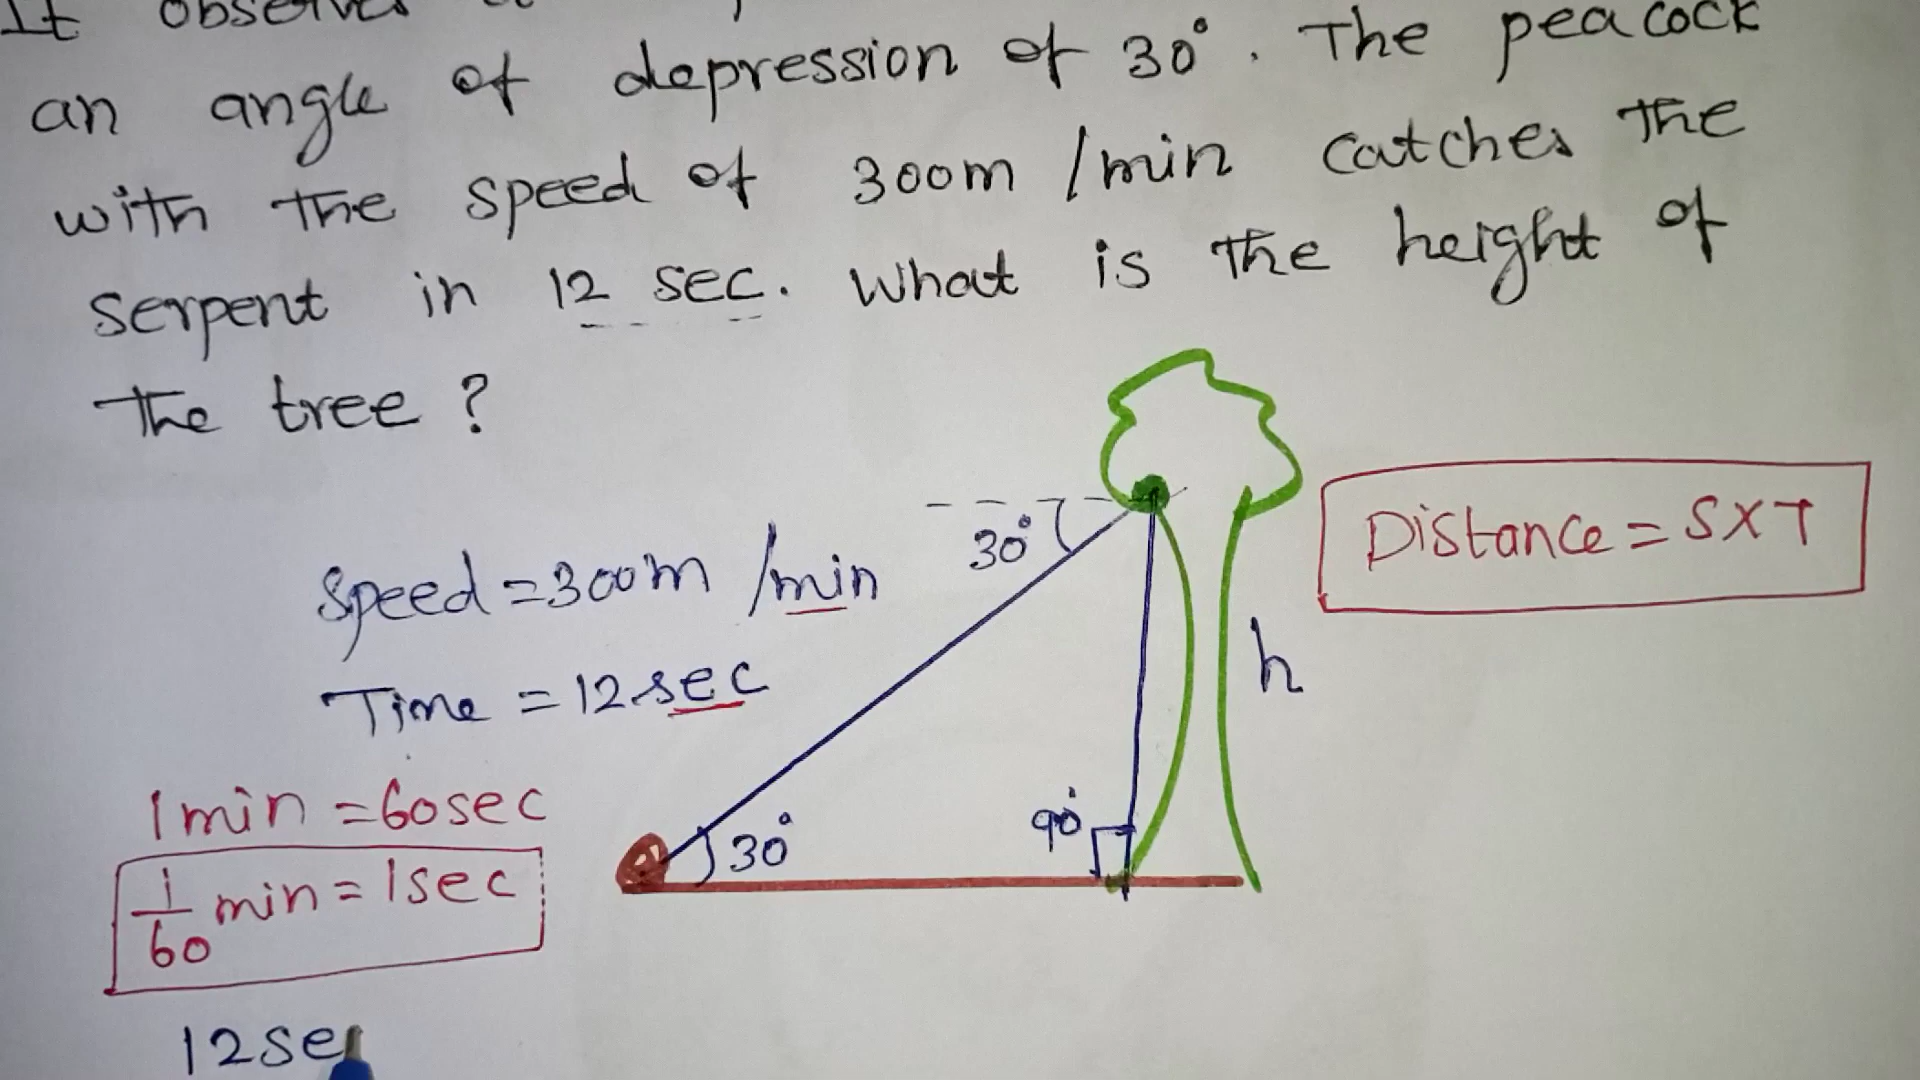 It observes
an angle of depression of 30°. The peacock
with the speed of 300m /min catches the
serpent in 12 sec. What is the height of
the tree?
30°
Distance = S x T
Speed = 300m /min
h
Time = 12 sec
1 min = 60 sec
90°
30°
1/60 min = 1 sec
12 se